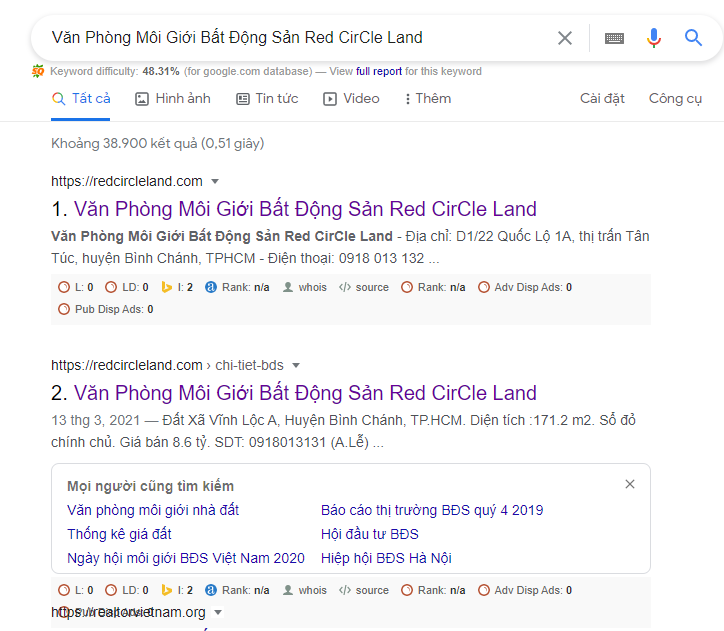 Văn Phòng Môi Giới Bất Động Sản Red CirCle Land
Keyword difficulty: 48.31% (for google.com database) — View full report for this keyword
Tất cả Hình ảnh Tin tức Video Thêm Cài đặt Công cụ
Khoảng 38.900 kết quả (0,51 giây)
https://redcircleland.com
1. Văn Phòng Môi Giới Bất Động Sản Red CirCle Land
Văn Phòng Môi Giới Bất Động Sản Red CirCle Land - Địa chỉ: D1/22 Quốc Lộ 1A, thị trấn Tân
Túc, huyện Bình Chánh, TPHCM - Điện thoại: 0918 013 132 ...
L: 0 LD: 0 I: 2 Rank: n/a whois source Rank: n/a Adv Disp Ads: 0
Pub Disp Ads: 0
https://redcircleland.com › chi-tiet-bds
2. Văn Phòng Môi Giới Bất Động Sản Red CirCle Land
13 thg 3, 2021 — Đất Xã Vĩnh Lộc A, Huyện Bình Chánh, TP.HCM. Diện tích :171.2 m2. Sổ đỏ
chính chủ. Giá bán 8.6 tỷ. SDT: 0918013131 (A.Lễ) ...
Mọi người cũng tìm kiếm
Văn phòng môi giới nhà đất Báo cáo thị trường BĐS quý 4 2019
Thống kê giá đất Hội đầu tư BĐS
Ngày hội môi giới BĐS Việt Nam 2020 Hiệp hội BĐS Hà Nội
L: 0 LD: 0 I: 2 Rank: n/a whois source Rank: n/a Adv Disp Ads: 0
https://realtorvietnam.org